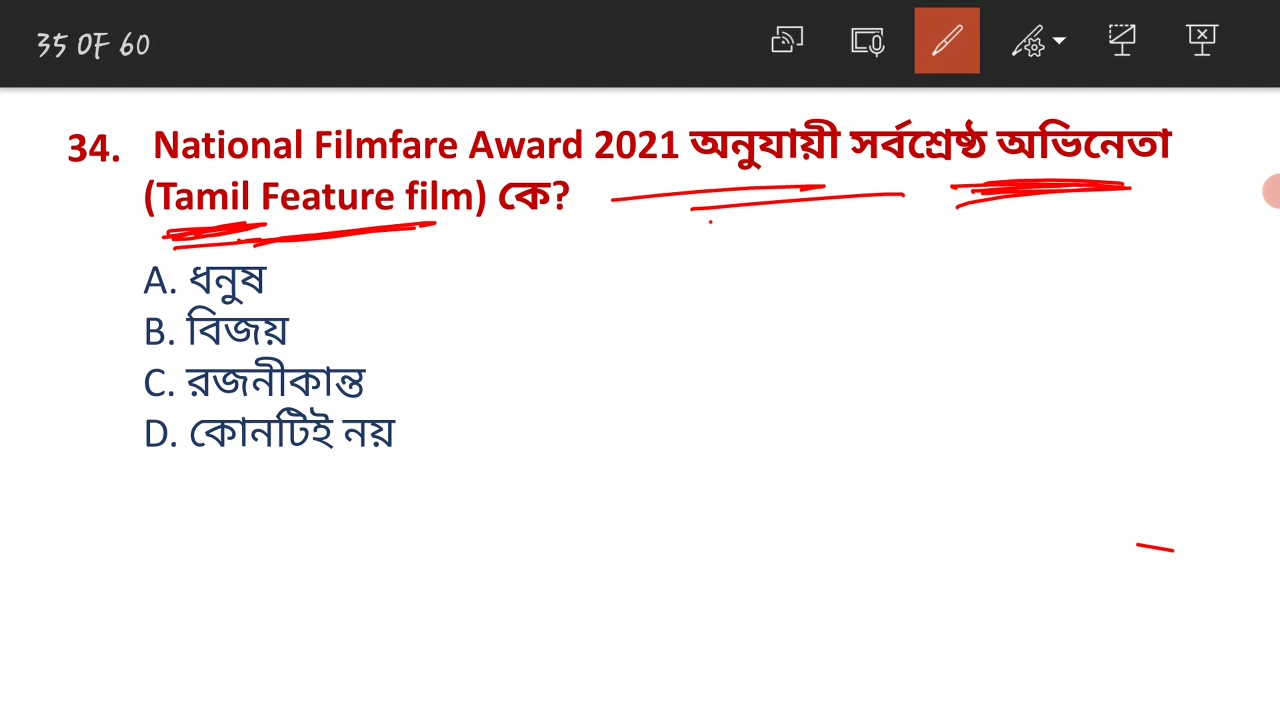 35 OF 60
34. National Filmfare Award 2021 অনুযায়ী সর্বশ্রেষ্ঠ অভিনেতা
(Tamil Feature film) কে?
A. ধনুষ
B. বিজয়
C. রজনীকান্ত
D. কোনটিই নয়